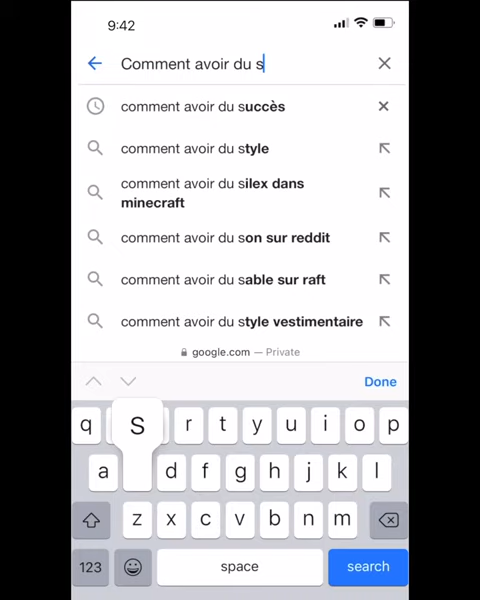 9:42
Comment avoir du s
comment avoir du succès
comment avoir du style
comment avoir du silex dans
minecraft
comment avoir du son sur reddit
comment avoir du sable sur raft
comment avoir du style vestimentaire
google.com — Private
Done
q S r t y u i o p
a d f g h j k l
z x c v b n m
123 space search